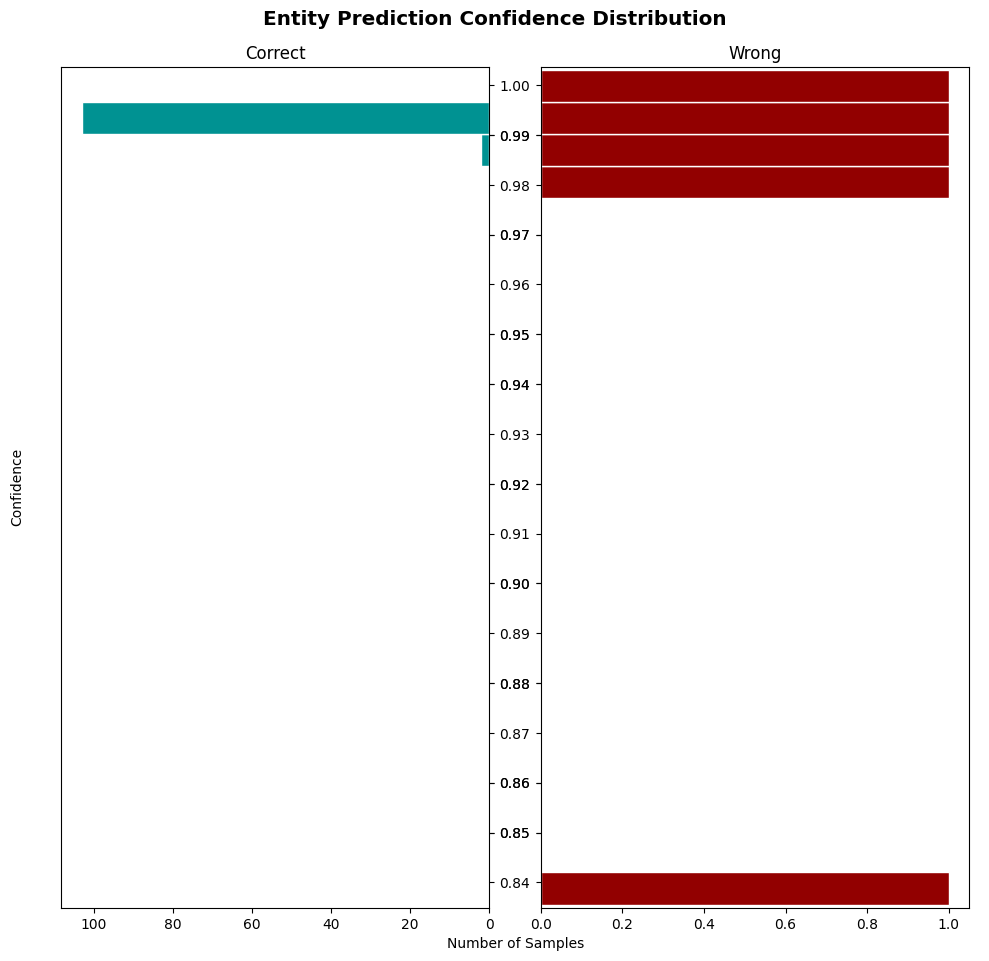 Entity Prediction Confidence Distribution
Correct
Wrong
1.00
0.99
0.98
0.97
0.96
0.95
0.94
0.93
0.92
0.91
0.90
0.89
0.88
0.87
0.86
0.85
0.84
Confidence
100 80 60 40 20 0
0.0 0.2 0.4 0.6 0.8 1.0
Number of Samples